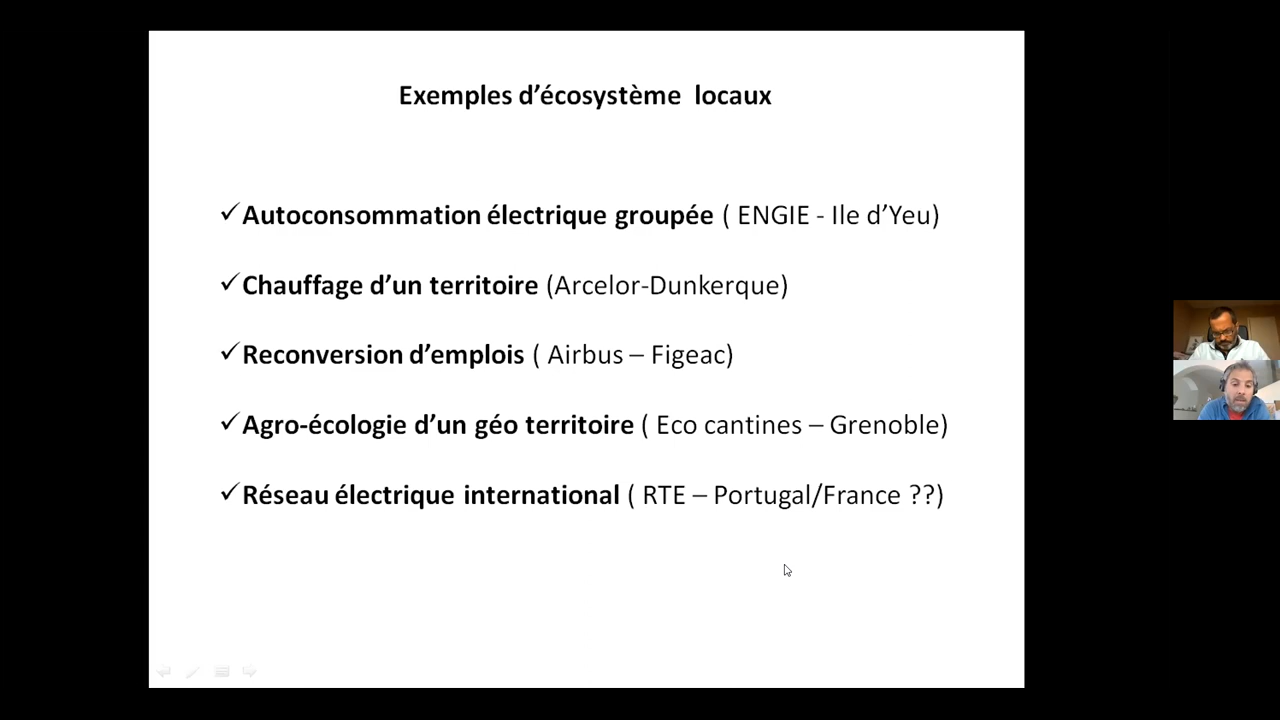 Exemples d'écosystème locaux
✓Autoconsommation électrique groupée ( ENGIE - Ile d'Yeu)
✓Chauffage d'un territoire (Arcelor-Dunkerque)
✓Reconversion d'emplois ( Airbus – Figeac)
✓Agro-écologie d'un géo territoire ( Eco cantines – Grenoble)
✓Réseau électrique international ( RTE – Portugal/France ??)